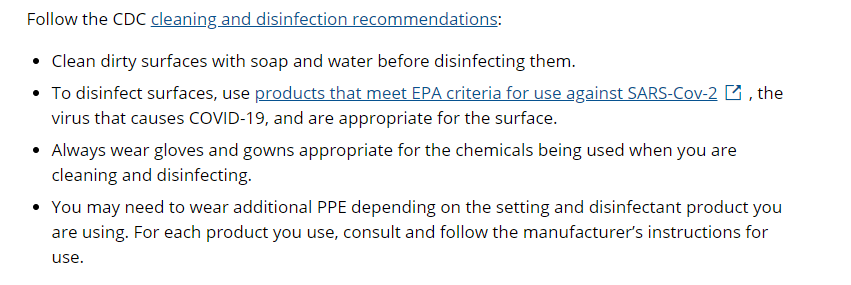 Follow the CDC cleaning and disinfection recommendations:
• Clean dirty surfaces with soap and water before disinfecting them.
• To disinfect surfaces, use products that meet EPA criteria for use against SARS-Cov-2 , the
virus that causes COVID-19, and are appropriate for the surface.
• Always wear gloves and gowns appropriate for the chemicals being used when you are
cleaning and disinfecting.
• You may need to wear additional PPE depending on the setting and disinfectant product you
are using. For each product you use, consult and follow the manufacturer’s instructions for
use.